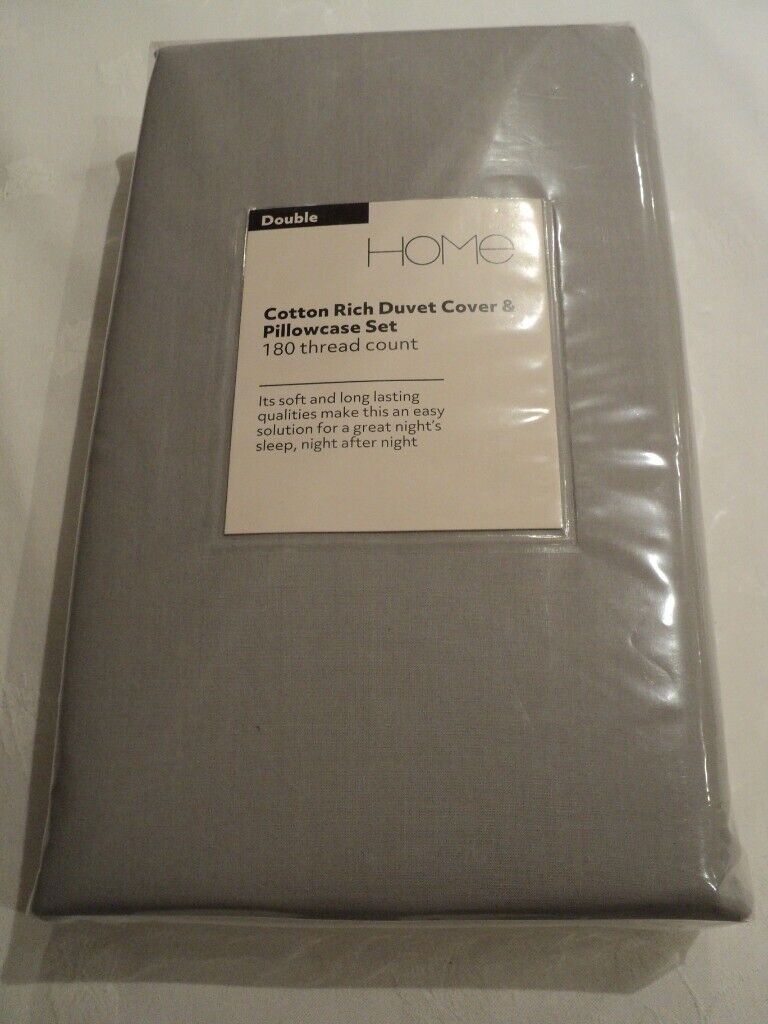 Double
HOMe
Cotton Rich Duvet Cover &
Pillowcase Set
180 thread count
Its soft and long lasting
qualities make this an easy
solution for a great night's
sleep, night after night